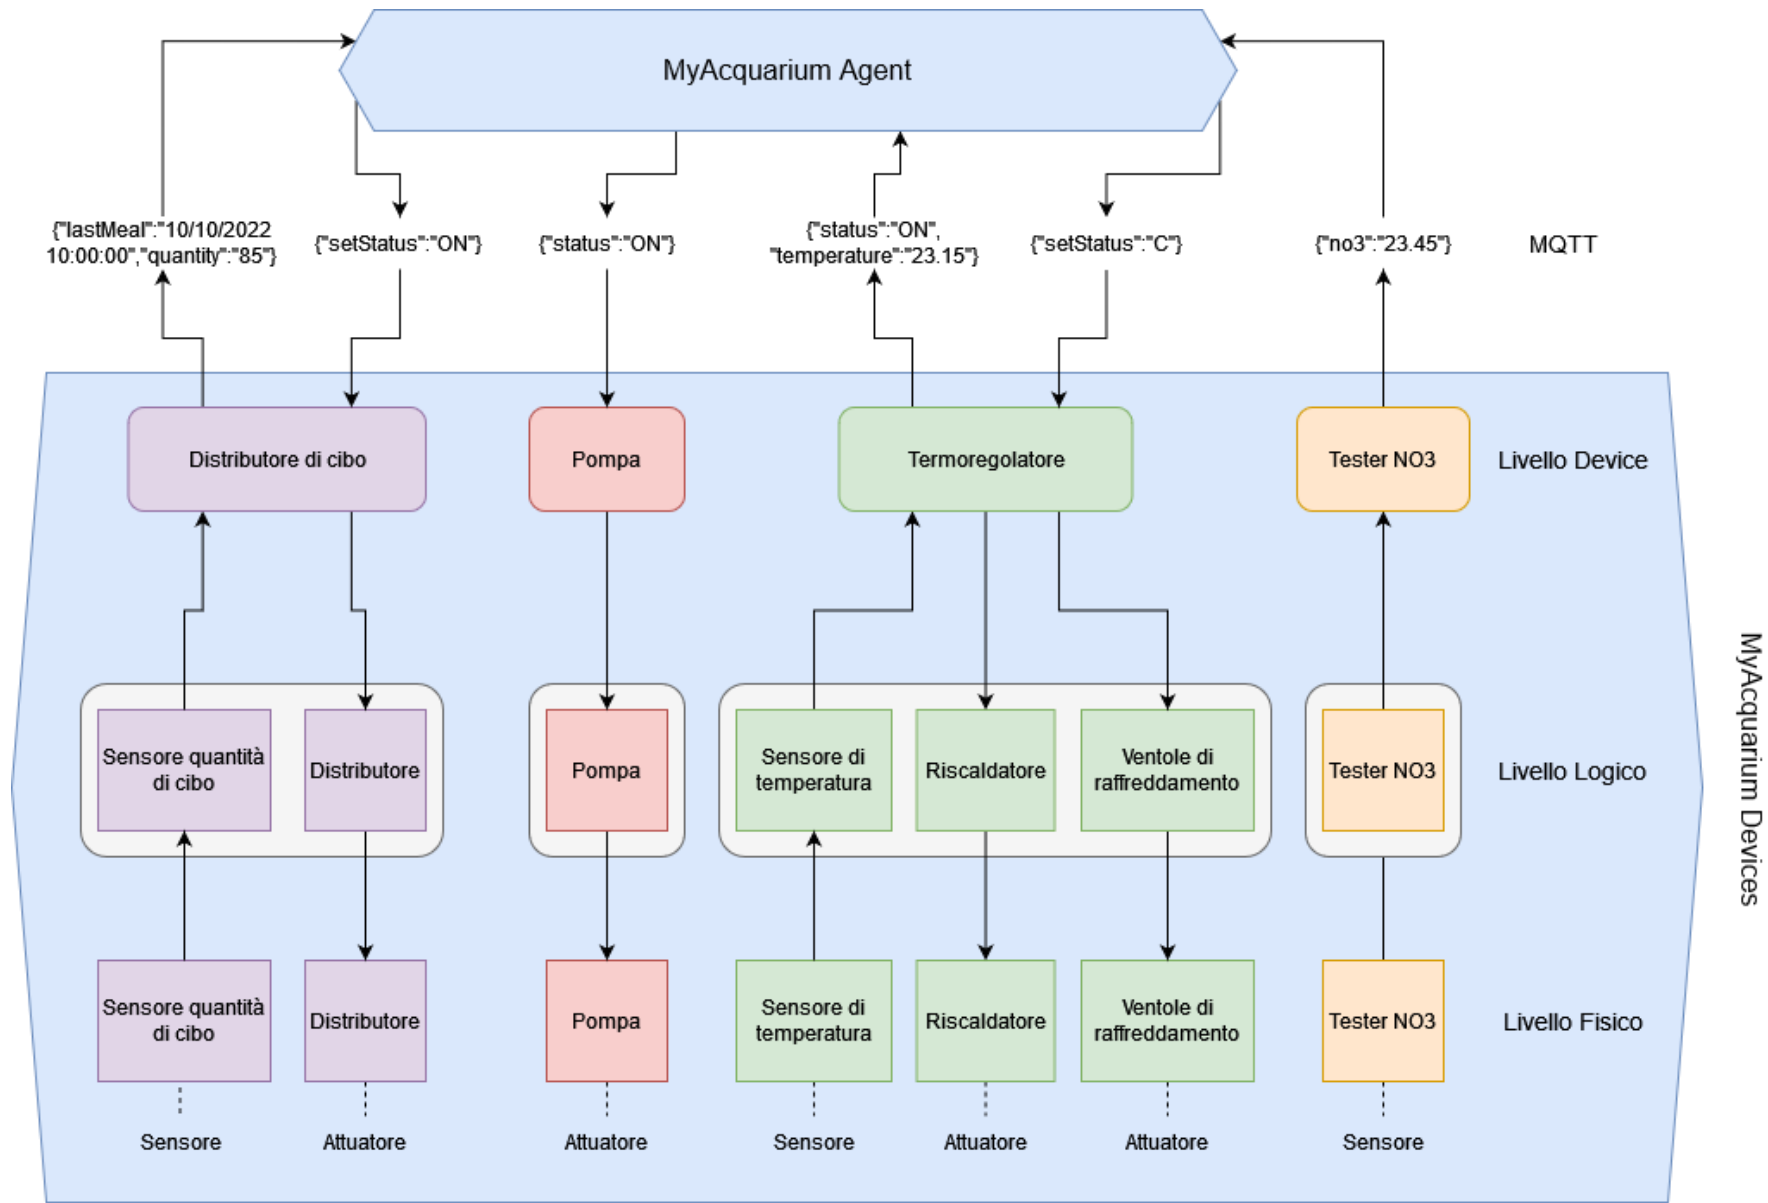 MyAcquarium Agent
{"lastMeal":"10/10/2022
10:00:00","quantity":"85"}
{"setStatus":"ON"}
{"status":"ON"}
{"status":"ON",
"temperature":"23.15"}
{"setStatus":"C"}
{"no3":"23.45"}
MQTT
Distributore di cibo
Pompa
Termoregolatore
Tester NO3
Livello Device
Sensore quantità
di cibo
Distributore
Pompa
Sensore di
temperatura
Riscaldatore
Ventole di
raffreddamento
Tester NO3
Livello Logico
MyAcquarium Devices
Sensore quantità
di cibo
Distributore
Pompa
Sensore di
temperatura
Riscaldatore
Ventole di
raffreddamento
Tester NO3
Livello Fisico
Sensore
Attuatore
Attuatore
Sensore
Attuatore
Attuatore
Sensore